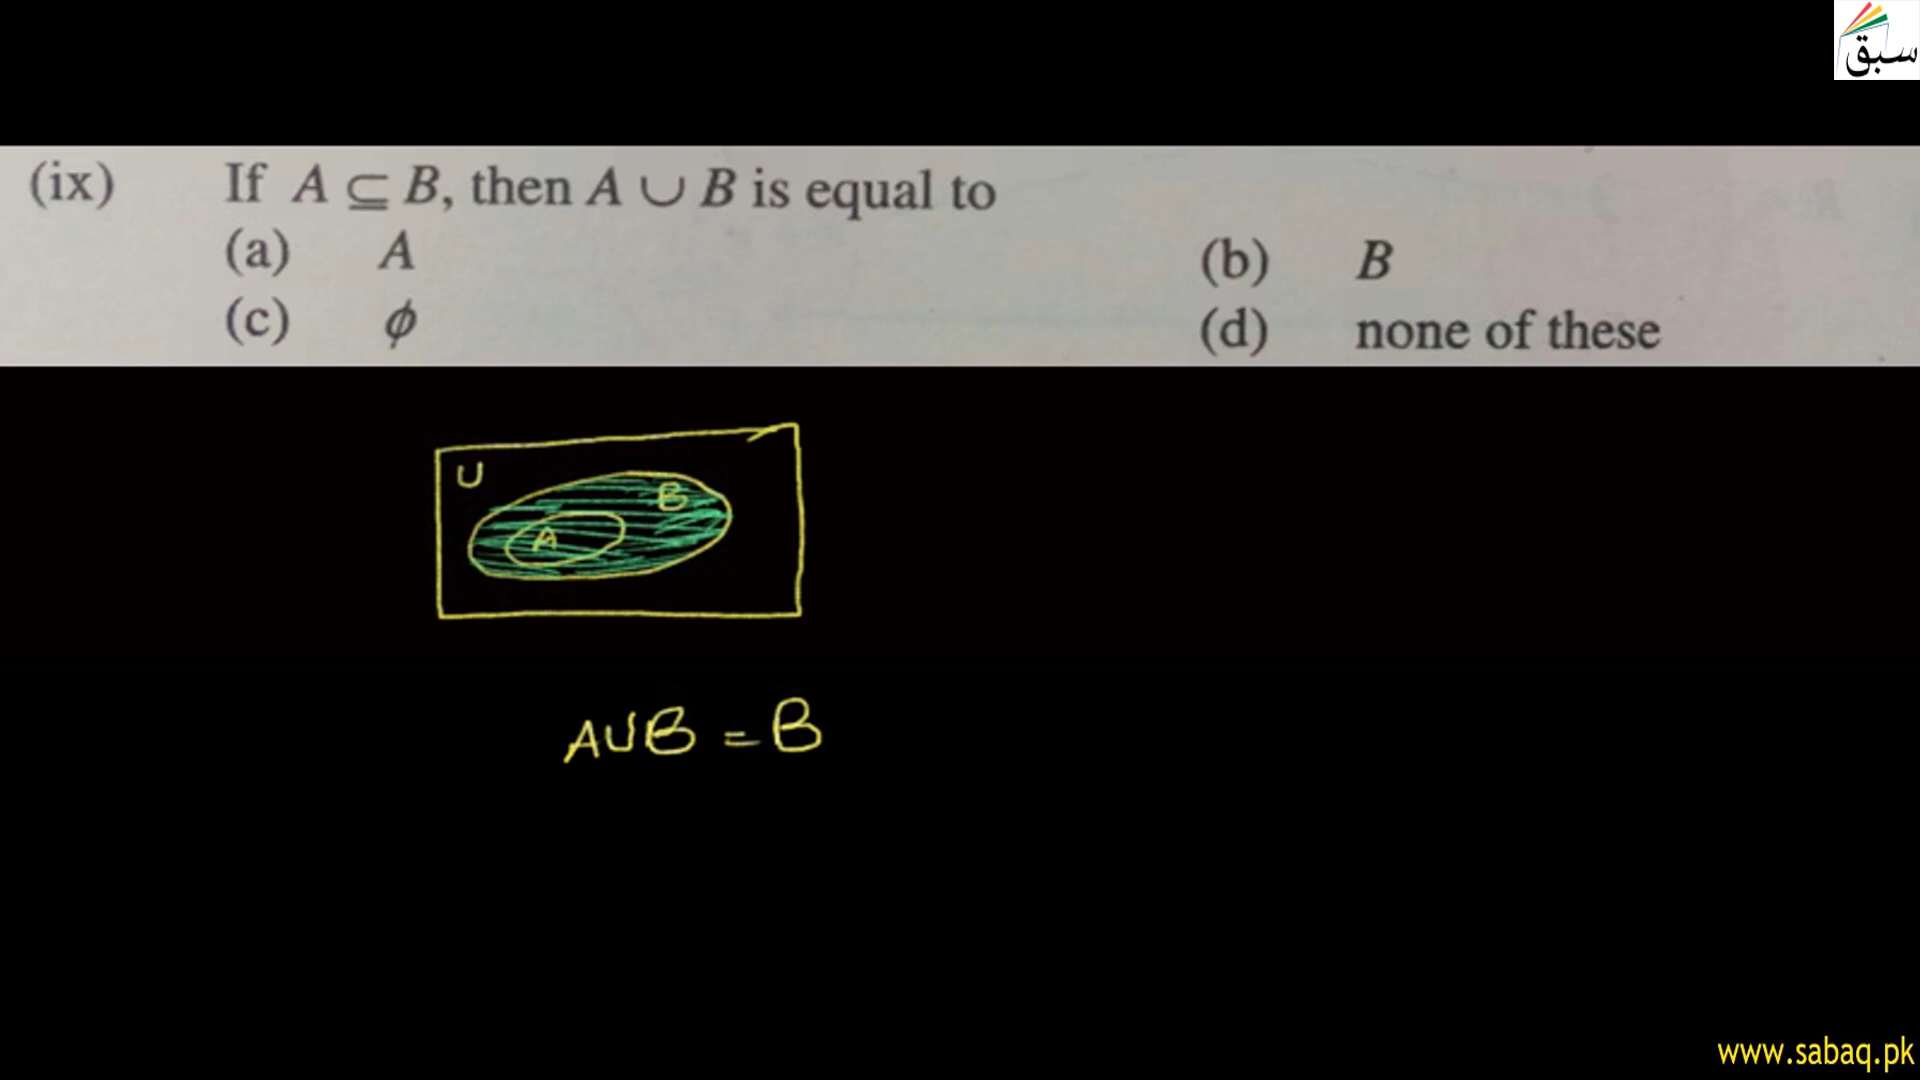 سبق
(ix) If A ⊆ B, then A ∪ B is equal to
(a) A (b) B
(c) ϕ (d) none of these
U
B
A
A∪B = B
www.sabaq.pk